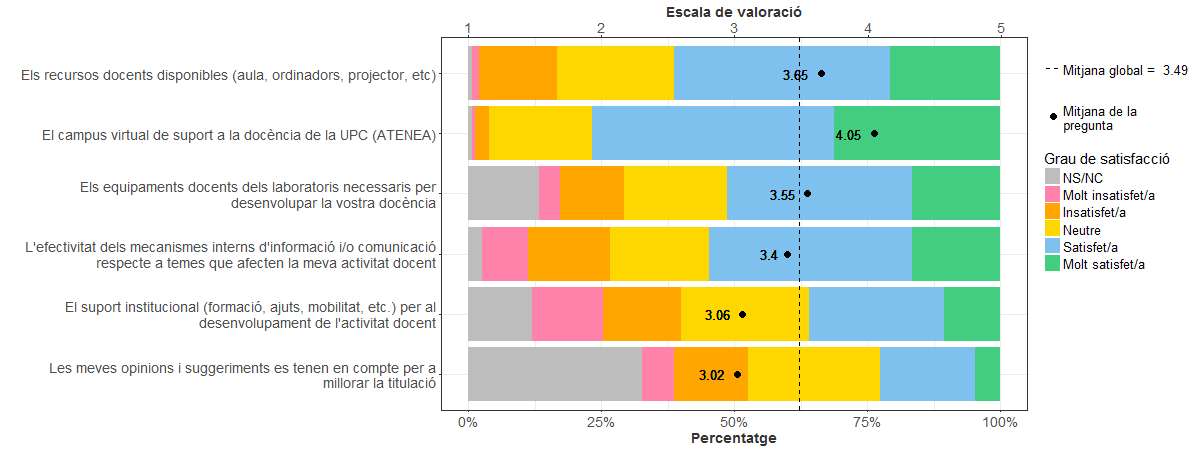 Escala de valoració
1 2 3 4 5
Els recursos docents disponibles (aula, ordinadors, projector, etc)
3.65
El campus virtual de suport a la docència de la UPC (ATENEA)
4.05
Els equipaments docents dels laboratoris necessaris per
desenvolupar la vostra docència
3.55
L'efectivitat dels mecanismes interns d'informació i/o comunicació
respecte a temes que afecten la meva activitat docent
3.4
El suport institucional (formació, ajuts, mobilitat, etc.) per al
desenvolupament de l'activitat docent
3.06
Les meves opinions i suggeriments es tenen en compte per a
millorar la titulació
3.02
0% 25% 50% 75% 100%
Percentatge
Mitjana global = 3.49
Mitjana de la
pregunta
Grau de satisfacció
NS/NC
Molt insatisfet/a
Insatisfet/a
Neutre
Satisfet/a
Molt satisfet/a